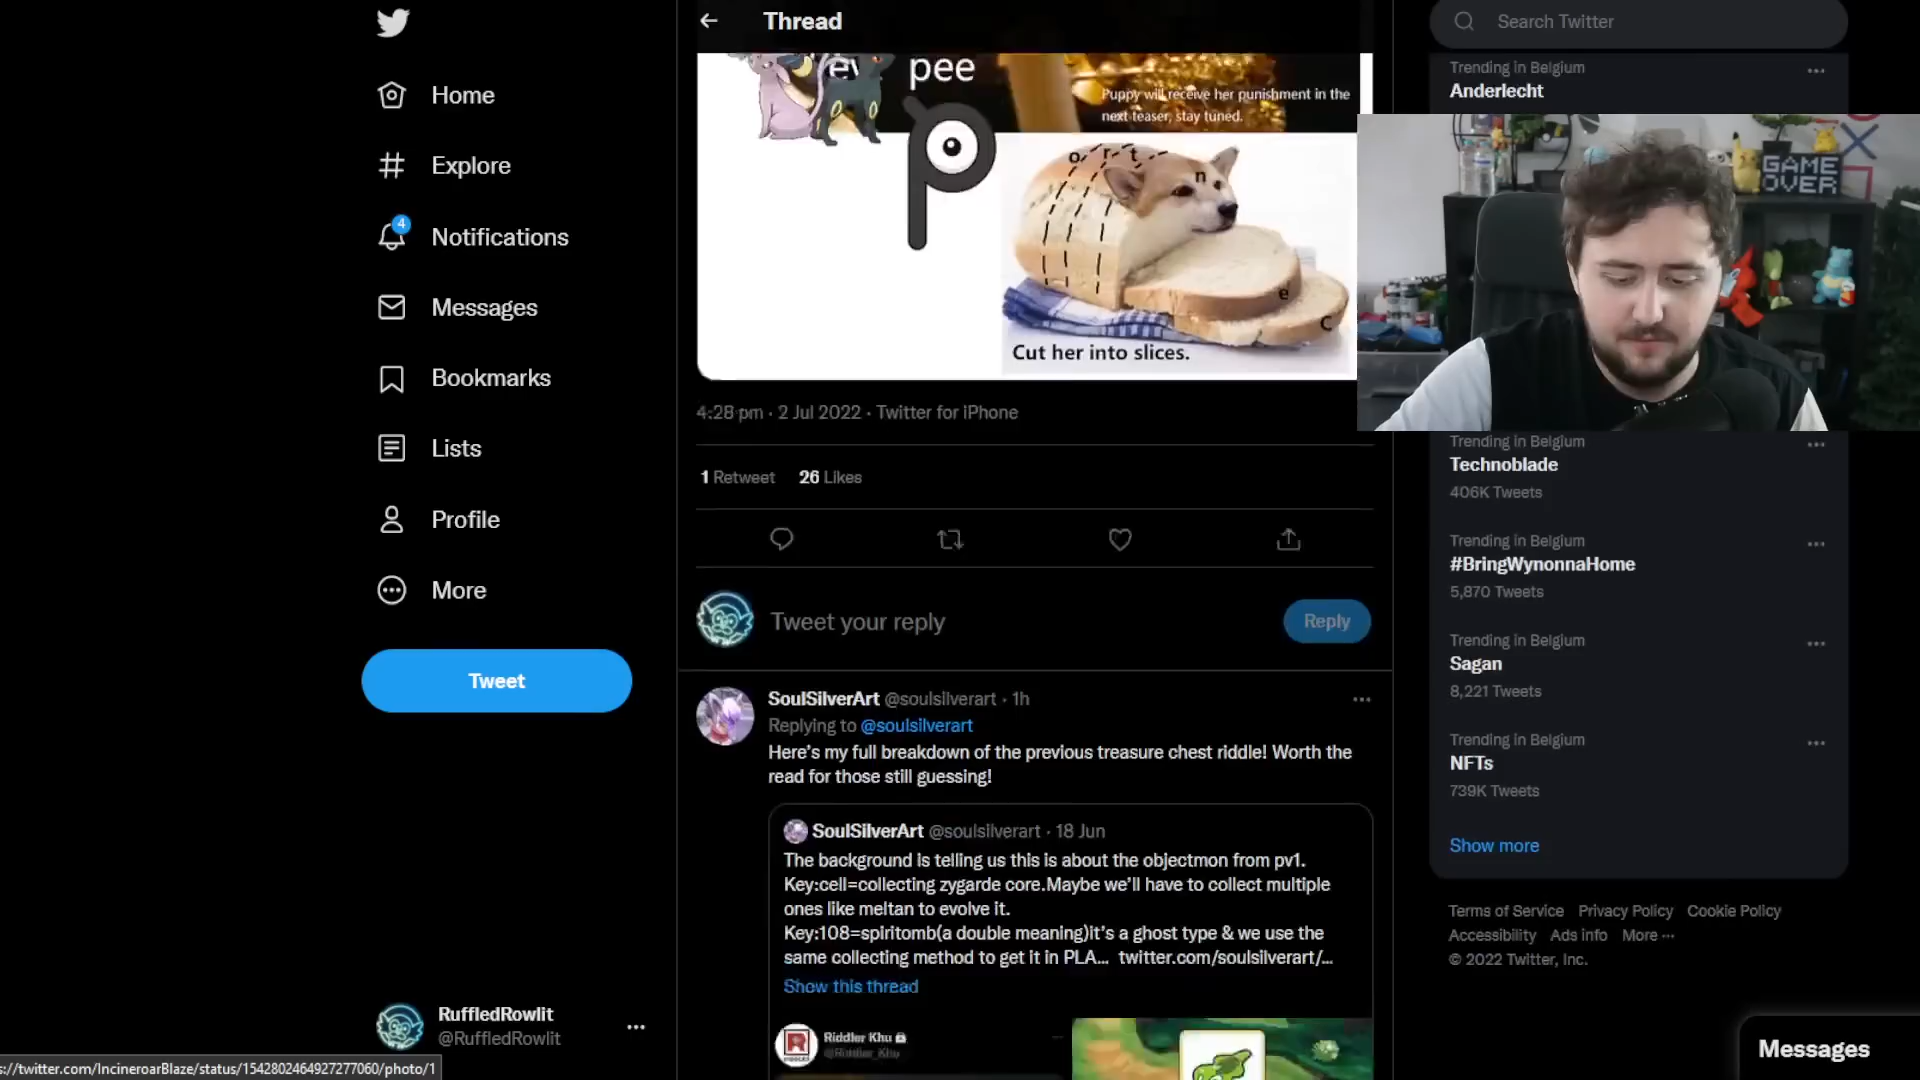 Thread
Search Twitter
Home
Explore
4
Notifications
Messages
Bookmarks
Lists
Profile
More
Tweet
RuffledRowlit
@RuffledRowlit
s://twitter.com/IncineroarBlaze/status/1542802464927277060/photo/1
pee
Puppy will receive her punishment in the
next teaser, stay tuned.
p
o r t
n
e
C
Cut her into slices.
4:28 pm · 2 Jul 2022 · Twitter for iPhone
1 Retweet 26 Likes
Tweet your reply
Reply
SoulSilverArt @soulsilverart · 1h
Replying to @soulsilverart
Here's my full breakdown of the previous treasure chest riddle! Worth the
read for those still guessing!
SoulSilverArt @soulsilverart · 18 Jun
The background is telling us this is about the objectmon from pv1.
Key:cell=collecting zygarde core.Maybe we'll have to collect multiple
ones like meltan to evolve it.
Key:108=spiritomb(a double meaning)it's a ghost type & we use the
same collecting method to get it in PLA... twitter.com/soulsilverart/...
Show this thread
Riddler Khu
@Riddler_Khu
Trending in Belgium
Anderlecht
GAME
OVER
Trending in Belgium
Technoblade
406K Tweets
Trending in Belgium
#BringWynonnaHome
5,870 Tweets
Trending in Belgium
Sagan
8,221 Tweets
Trending in Belgium
NFTs
739K Tweets
Show more
Terms of Service Privacy Policy Cookie Policy
Accessibility Ads info More ···
© 2022 Twitter, Inc.
Messages